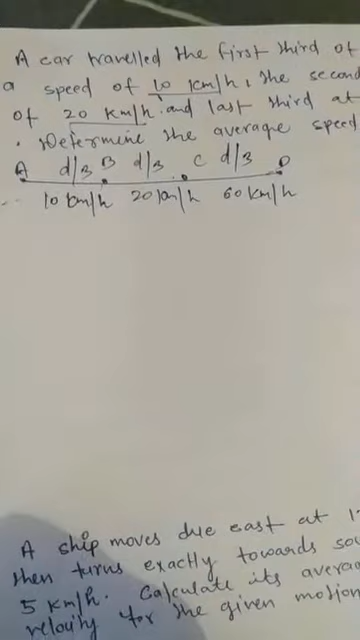 A car travelled the first third of
a speed of 10 km/h, the second
of 20 km/h and last third at
. Determine the average speed
A d/3 B d/3 C d/3 D
10 km/h 20 km/h 60 km/h
A ship moves due east at
then turns exactly towards
5 km/h. Calculate its
velocity for the given motion